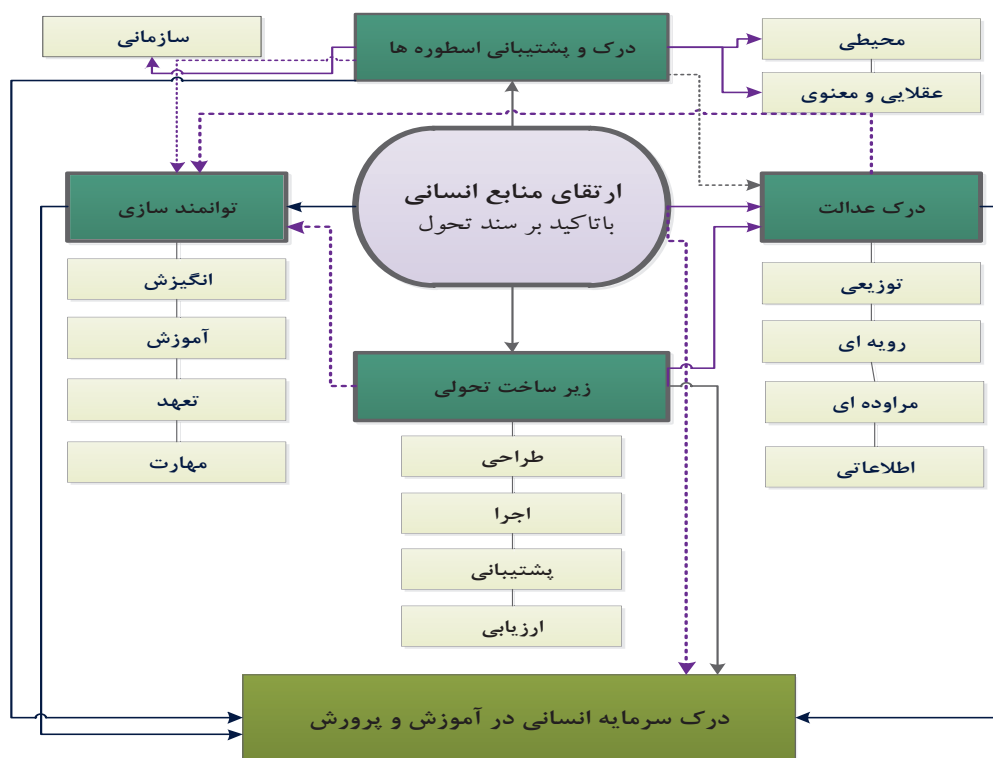 درک و پشتیبانی اسطوره ها
محیطی
عقلایی و معنوی
سازمانی
ارتقای منابع انسانی
باتاکید بر سند تحول
درک عدالت
توزیعی
رویه ای
مراوده ای
اطلاعاتی
توانمند سازی
انگیزش
آموزش
تعهد
مهارت
زیر ساخت تحولی
طراحی
اجرا
پشتیبانی
ارزیابی
درک سرمایه انسانی در آموزش و پرورش